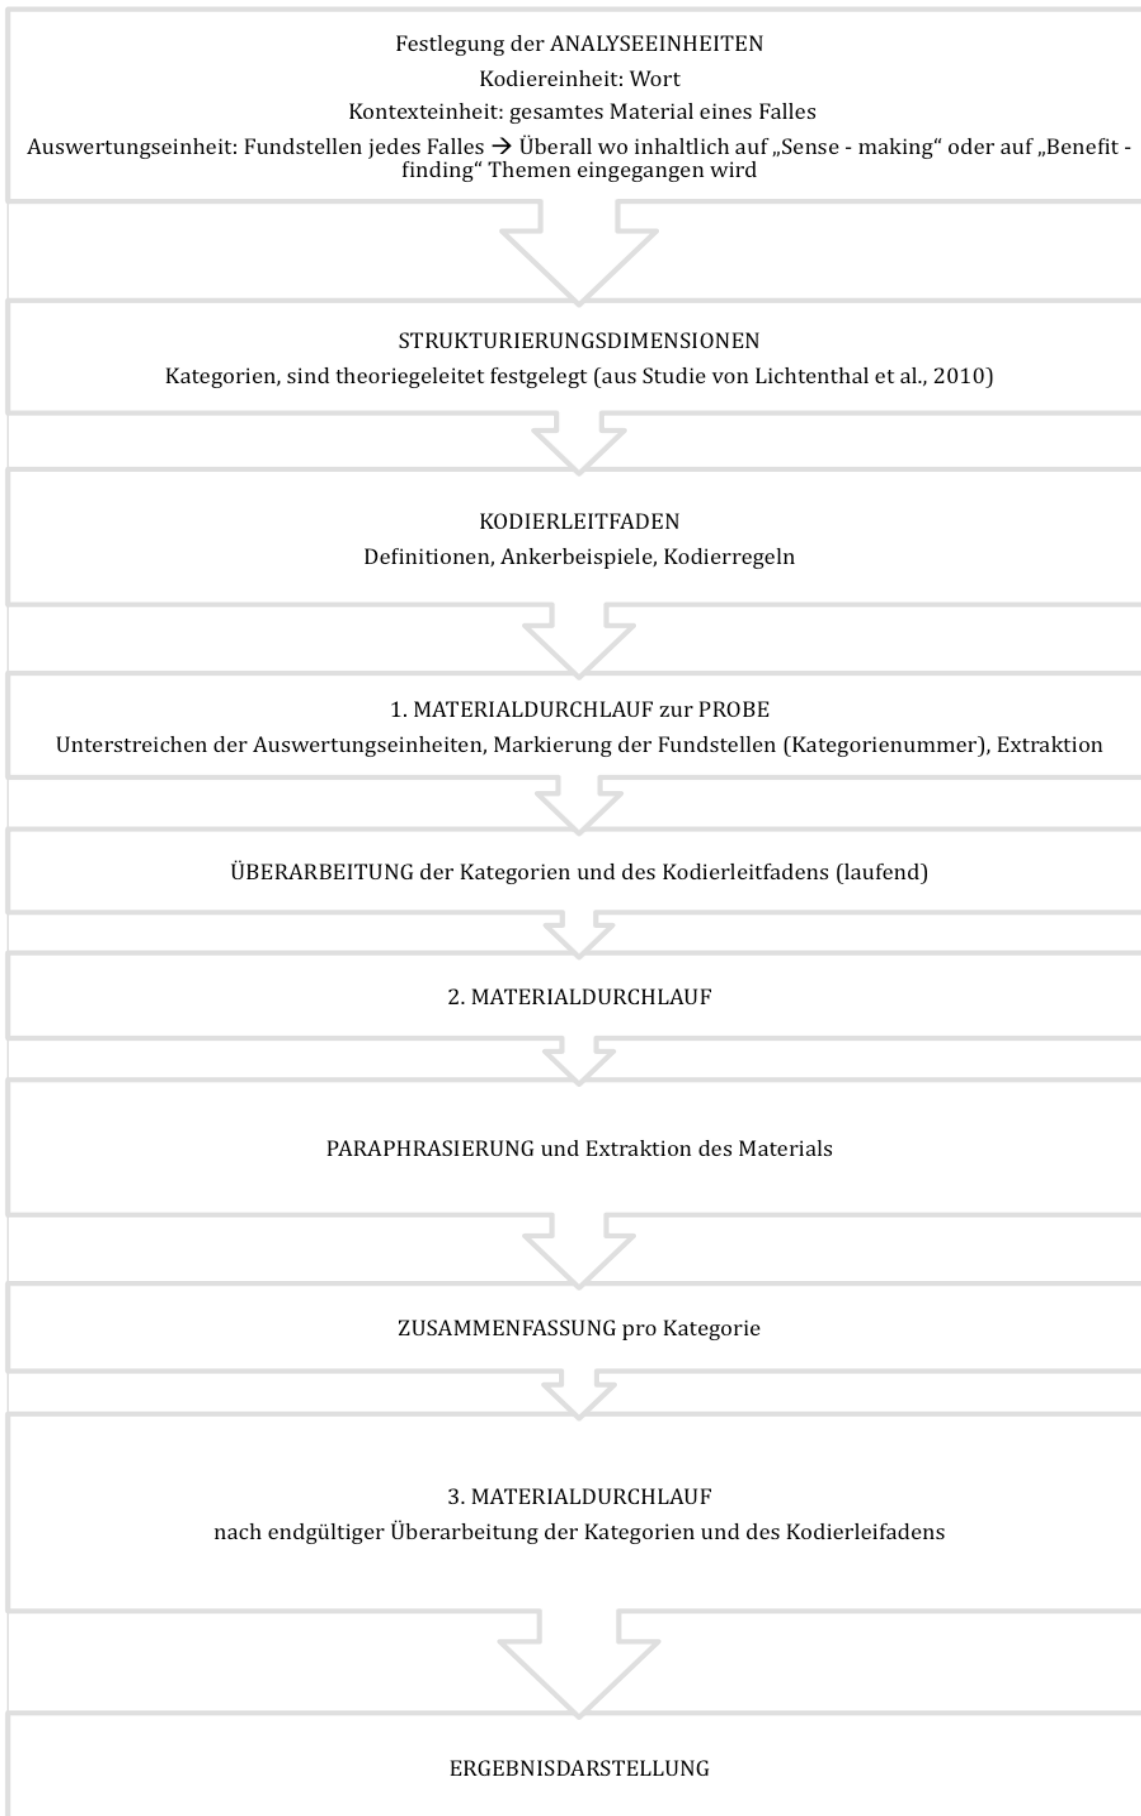 Festlegung der ANALYSEEINHEITEN
Kodiereinheit: Wort
Kontexteinheit: gesamtes Material eines Falles
Auswertungseinheit: Fundstellen jedes Falles → Überall wo inhaltlich auf „Sense - making“ oder auf „Benefit -
finding“ Themen eingegangen wird
STRUKTURIERUNGSDIMENSIONEN
Kategorien, sind theoriegeleitet festgelegt (aus Studie von Lichtenthal et al., 2010)
KODIERLEITFADEN
Definitionen, Ankerbeispiele, Kodierregeln
1. MATERIALDURCHLAUF zur PROBE
Unterstreichen der Auswertungseinheiten, Markierung der Fundstellen (Kategorienummer), Extraktion
ÜBERARBEITUNG der Kategorien und des Kodierleitfadens (laufend)
2. MATERIALDURCHLAUF
PARAPHRASIERUNG und Extraktion des Materials
ZUSAMMENFASSUNG pro Kategorie
3. MATERIALDURCHLAUF
nach endgültiger Überarbeitung der Kategorien und des Kodierleifadens
ERGEBNISDARSTELLUNG